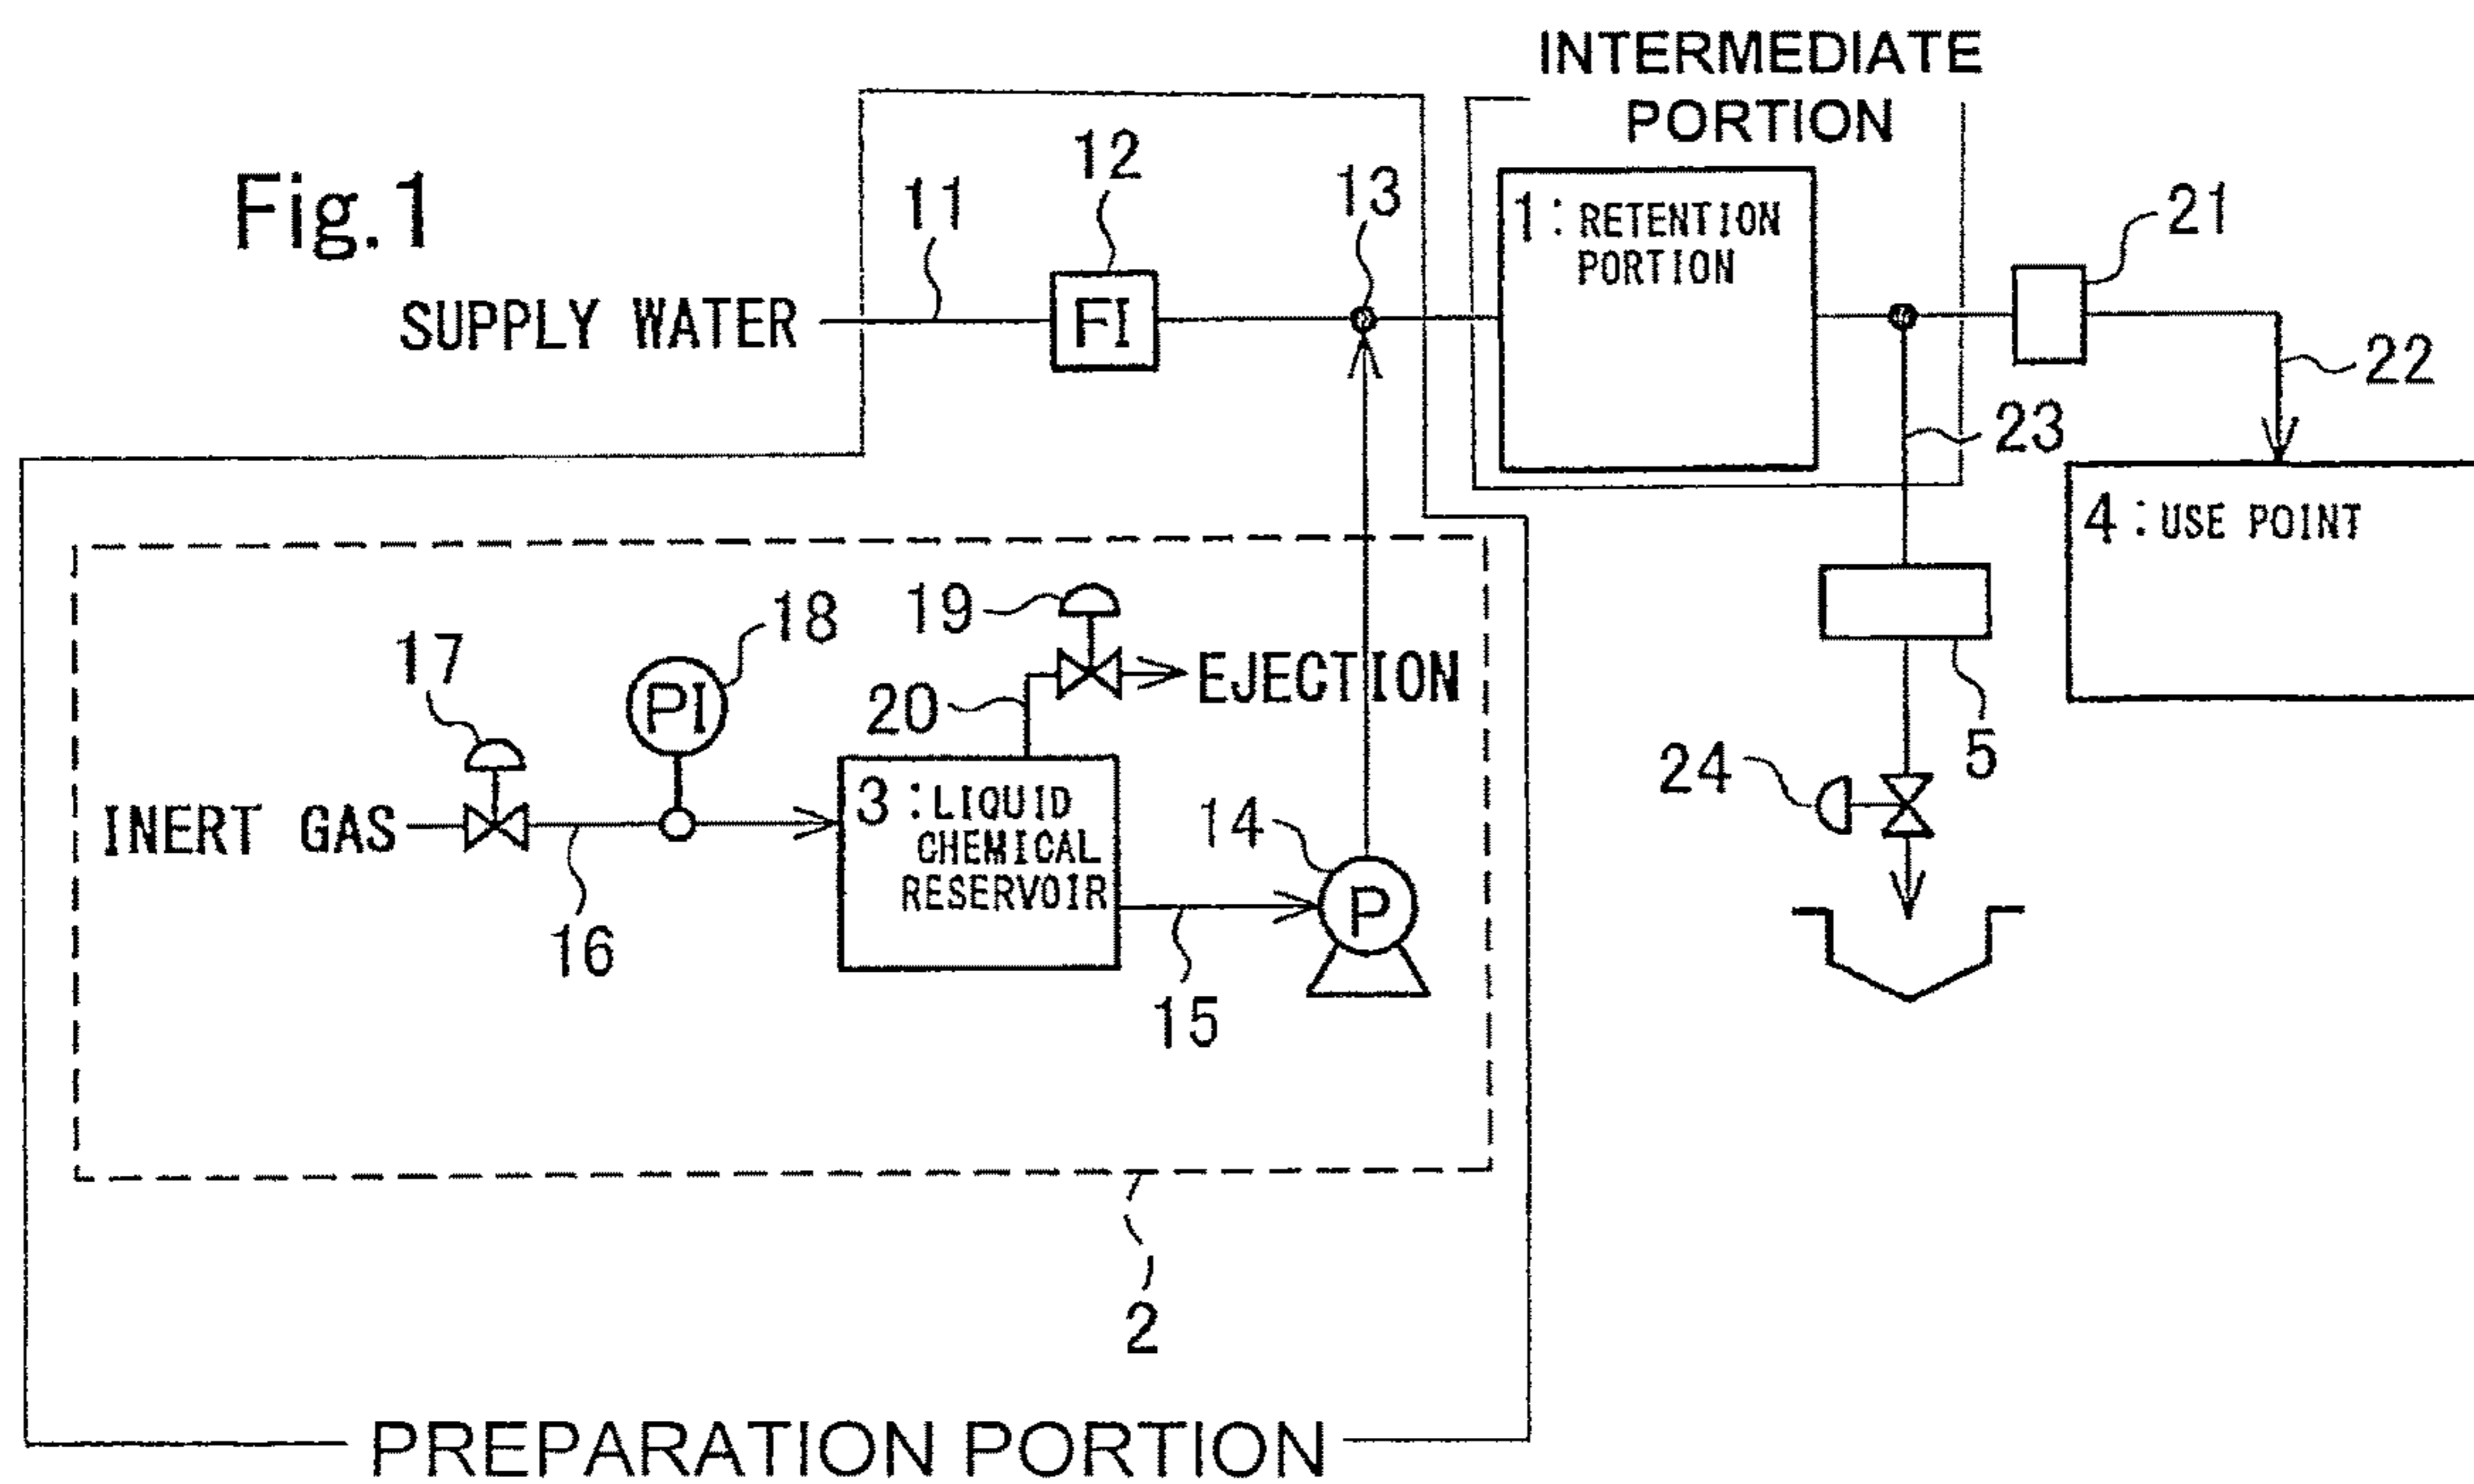 INTERMEDIATE
PORTION
Fig.1
11
12
13
1:RETENTION
PORTION
21
SUPPLY WATER
FI
22
23
4:USE POINT
17
18
19
PI
20
EJECTION
5
24
INERT GAS
3:LIQUID
CHEMICAL
RESERVOIR
14
P
16
15
2
PREPARATION PORTION